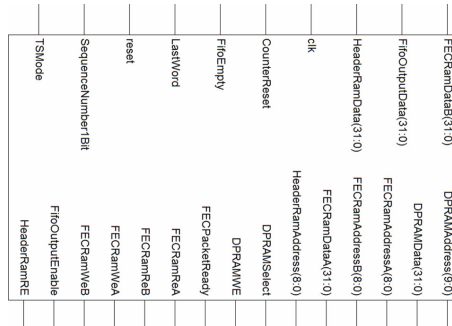 FECRamDataB(31:0)
FifoOutputData(31:0)
HeaderRamData(31:0)
clk
CounterReset
FifoEmpty
LastWord
reset
SequenceNumber1Bit
TSMode
DPRAMAddress(9:0)
DPRAMData(31:0)
FECRamAddressA(8:0)
FECRamAddressB(8:0)
FECRamDataA(31:0)
HeaderRamAddress(8:0)
DPRAMSelect
DPRAMWE
FECPacketReady
FECRamReA
FECRamReB
FECRamWeA
FECRamWeB
FifoOutputEnable
HeaderRamRE